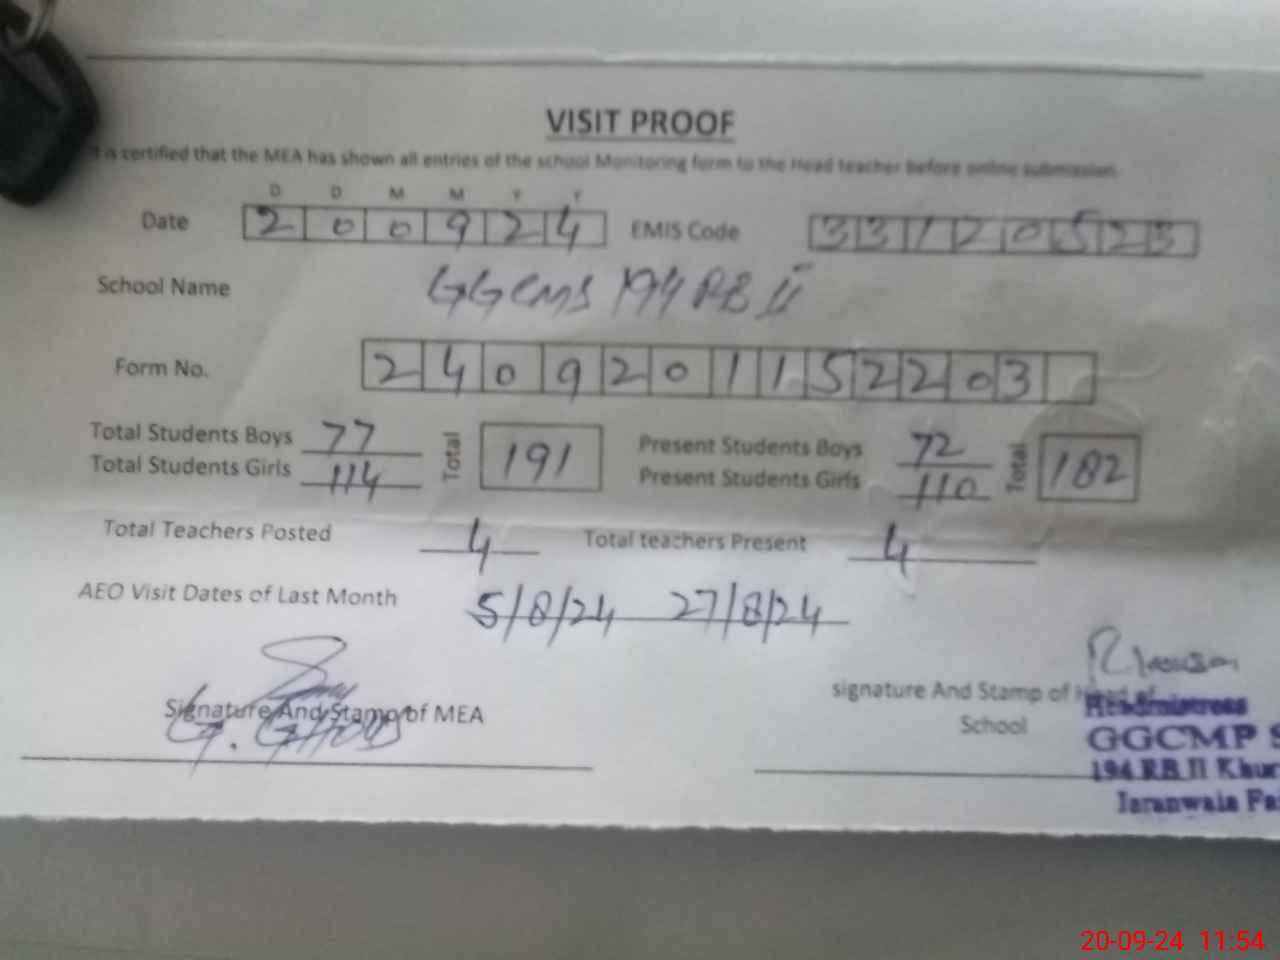 VISIT PROOF
It is certified that the MEA has shown all entries of the school Monitoring form to the Head teacher before online submission
D D M M Y Y
Date 2 0 0 9 2 4 EMIS Code 3 3 1 2 0 5 2 3
School Name GGCMS 194 RB II
Form No. 2 4 0 9 2 0 1 1 5 2 2 0 3
Total Students Boys 77 Total 191 Present Students Boys 72 Total 182
Total Students Girls 114 Present Students Girls 110
Total Teachers Posted 4 Total teachers Present 4
AEO Visit Dates of Last Month 5/8/24 27/8/24
Signature And Stamp of MEA
signature And Stamp of Head of
School
Headmistress
GGCMP S
194 RB II Khur
Jaranwala Fa
20-09-24 11:54